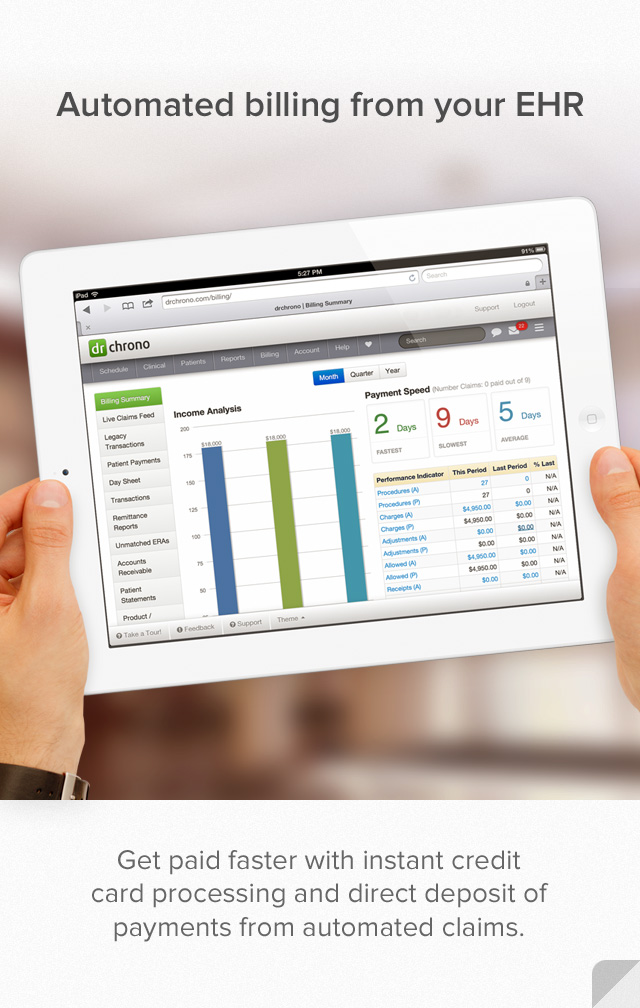 Automated billing from your EHR
iPad
5:27 PM
91%
drchrono.com/billing/
Search
drchrono | Billing Summary
dr chrono
Support
Logout
Schedule
Clinical
Patients
Reports
Billing
Account
Help
Search
22
Month
Quarter
Year
Billing Summary
Live Claims Feed
Legacy
Transactions
Patient Payments
Day Sheet
Transactions
Remittance
Reports
Unmatched ERAs
Accounts
Receivable
Patient
Statements
Product /
Income Analysis
200
175
150
125
100
75
50
$18,000
$18,000
$18,000
Payment Speed (Number Claims: 0 paid out of 9)
2 Days
FASTEST
9 Days
SLOWEST
5 Days
AVERAGE
Performance Indicator This Period Last Period % Last
Procedures (A) 27 0 N/A
Procedures (P) 27 0 N/A
Charges (A) $4,950.00 $0.00 N/A
Charges (P) $4,950.00 $0.00 N/A
Adjustments (A) $0.00 $0.00 N/A
Adjustments (P) $0.00 $0.00 N/A
Allowed (A) $4,950.00 $0.00 N/A
Allowed (P) $4,950.00 $0.00 N/A
Receipts (A) $0.00 $0.00 N/A
Take a Tour!
Feedback
Support
Theme
Get paid faster with instant credit
card processing and direct deposit of
payments from automated claims.